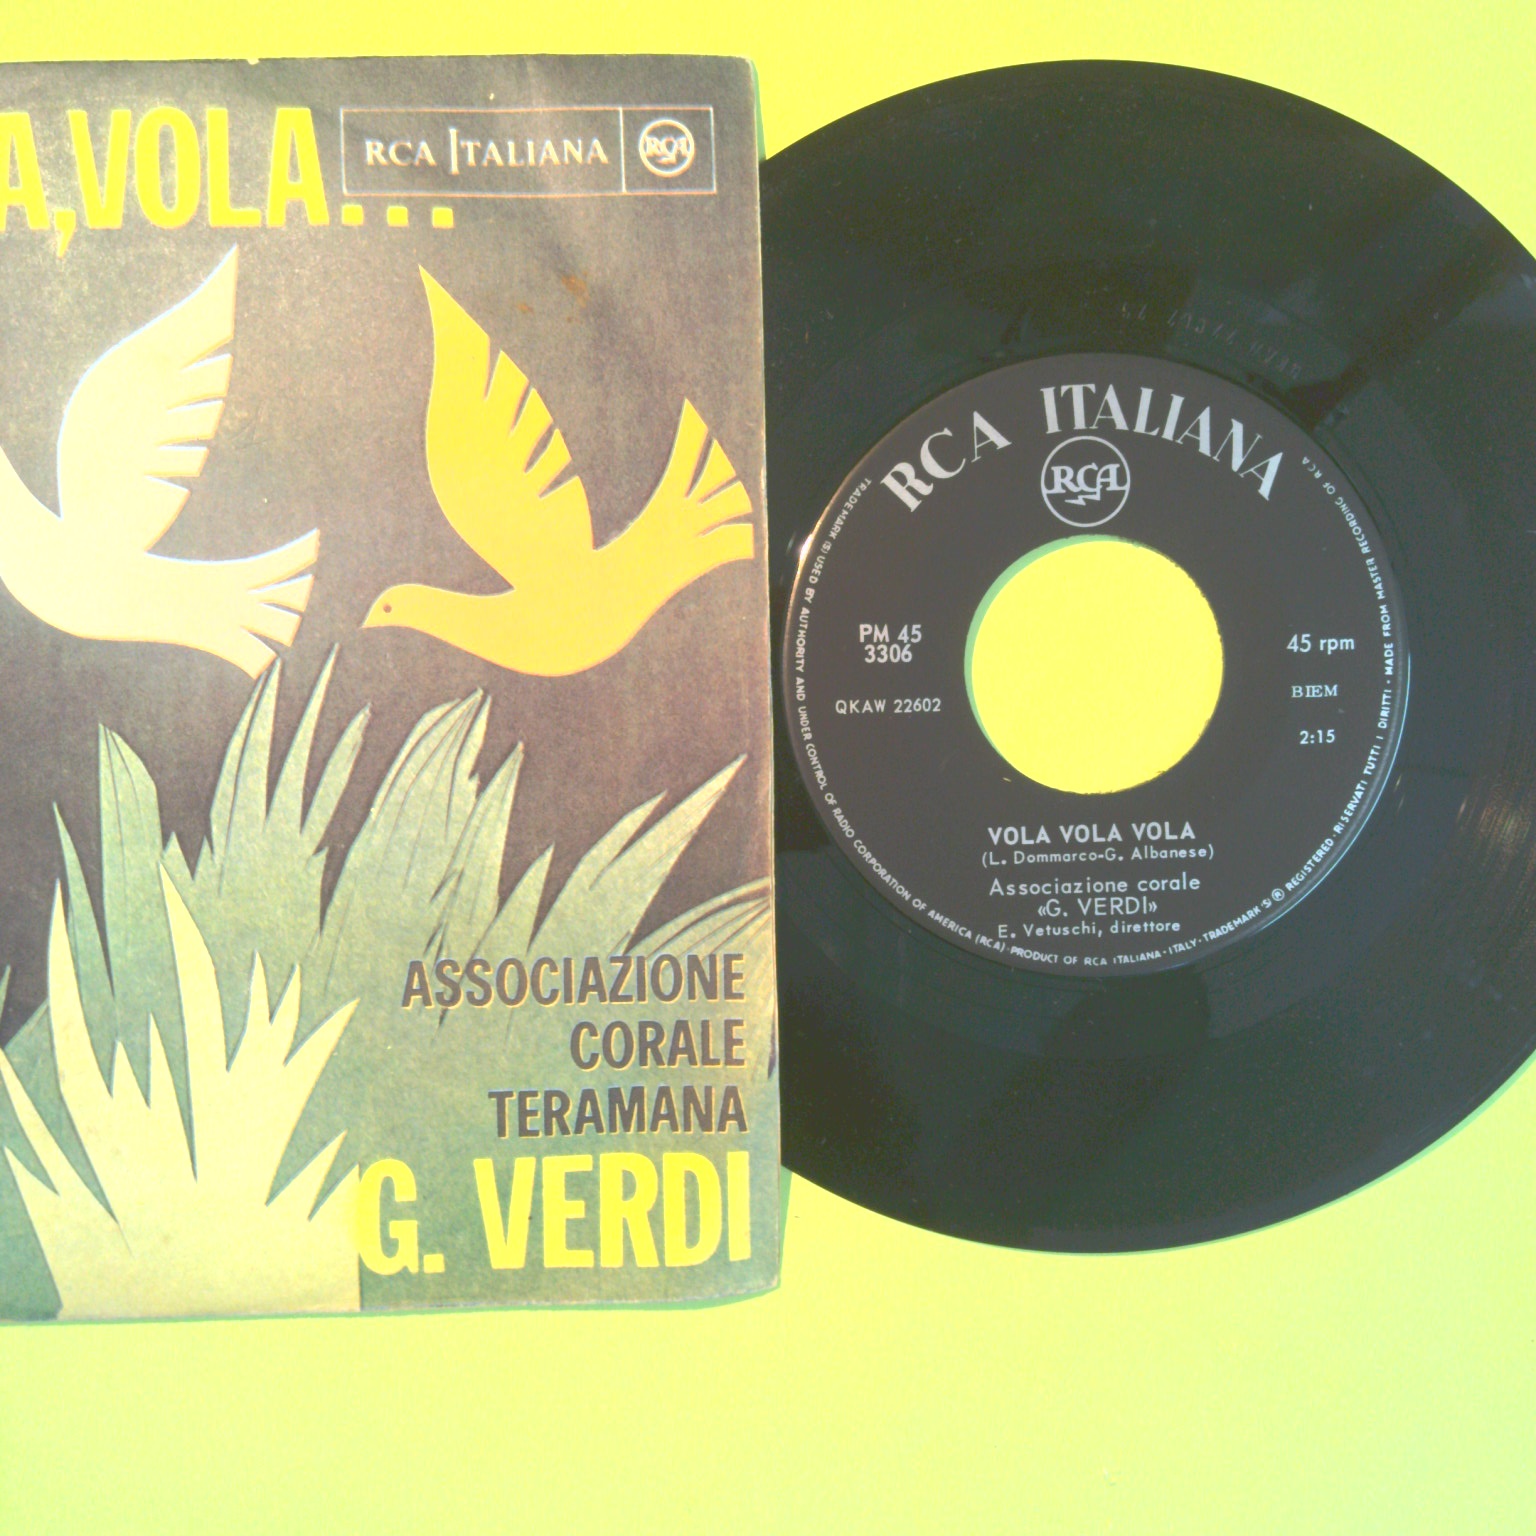 A, VOLA...
RCA ITALIANA
RCA
ASSOCIAZIONE
CORALE
TERAMANA
G. VERDI
RCA ITALIANA
RCA
PM 45
3306
QKAW 22602
45 rpm
BIEM
2:15
VOLA VOLA VOLA
(L. Dommarco-G. Albanese)
Associazione corale
«G. VERDI»
E. Vetuschi, direttore
TRADEMARK (S) USED BY AUTHORITY AND UNDER CONTROL OF RADIO CORPORATION OF AMERICA (RCA) · PRODUCT OF RCA ITALIANA · ITALY · TRADEMARK (S) ® REGISTERED · RISERVATI TUTTI I DIRITTI · MADE FROM MASTER RECORDING OF RCA